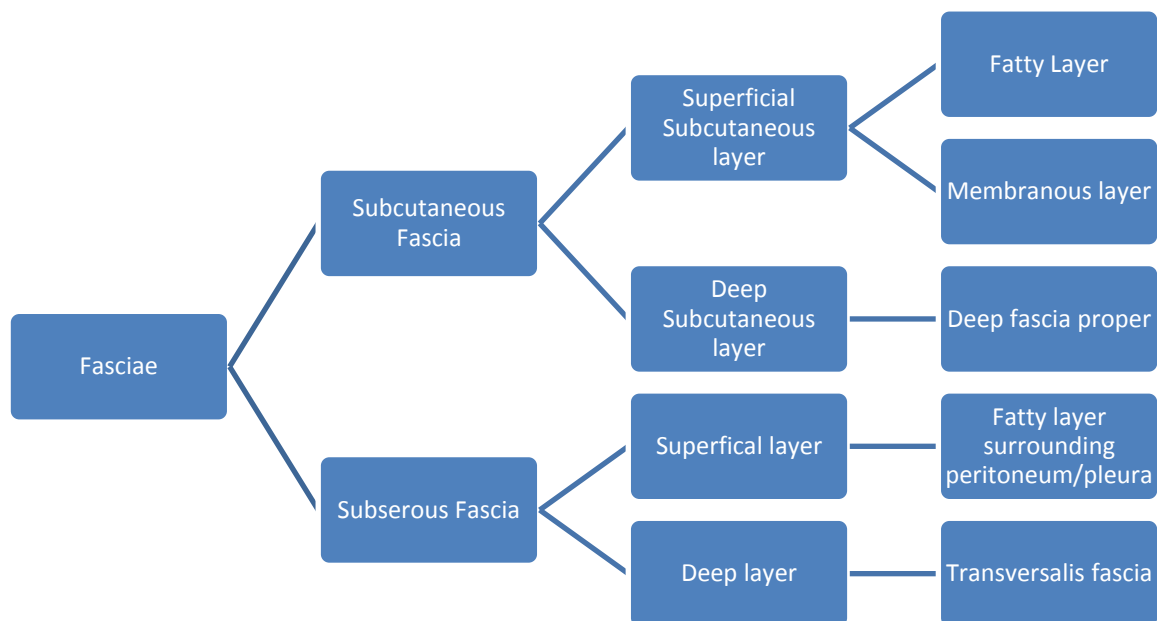 Fasciae
Subcutaneous
Fascia
Superficial
Subcutaneous
layer
Fatty Layer
Membranous layer
Deep
Subcutaneous
layer
Deep fascia proper
Subserous Fascia
Superfical layer
Fatty layer
surrounding
peritoneum/pleura
Deep layer
Transversalis fascia